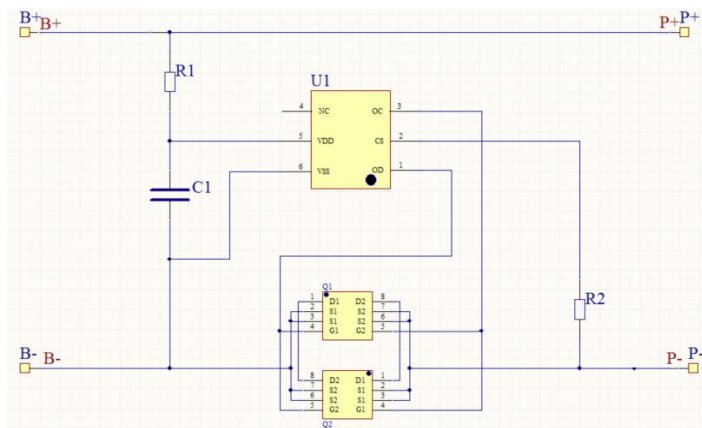 B+ B+ P+ P+
R1
U1
4 NC OC 3
5 VDD CS 2
6 VSS OD 1
C1
Q1
1 D1 D2 8
2 S1 S2 7
3 S1 S2 6
4 G1 G2 5
R2
B- B- P- P-
8 D2 D1 1
7 S2 S1 2
6 S2 S1 3
5 G2 G1 4
Q2